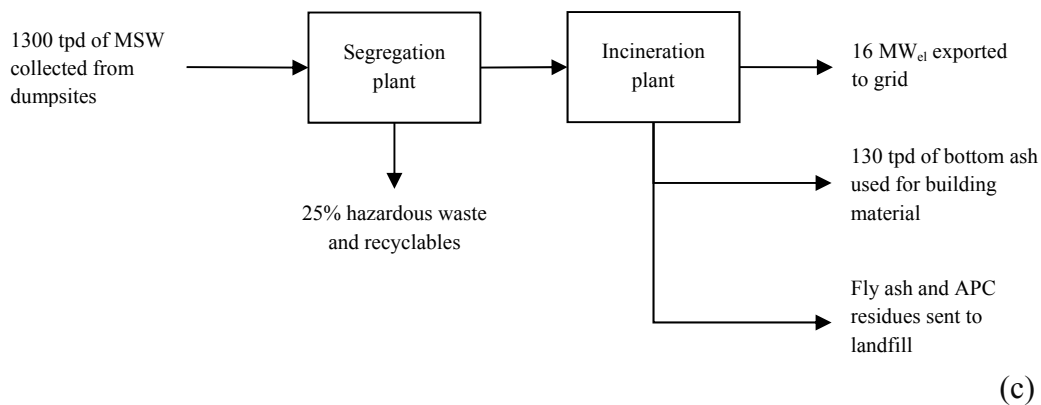 1300 tpd of MSW
collected from
dumpsites
Segregation
plant
Incineration
plant
16 MWel exported
to grid
25% hazardous waste
and recyclables
130 tpd of bottom ash
used for building
material
Fly ash and APC
residues sent to
landfill
(c)